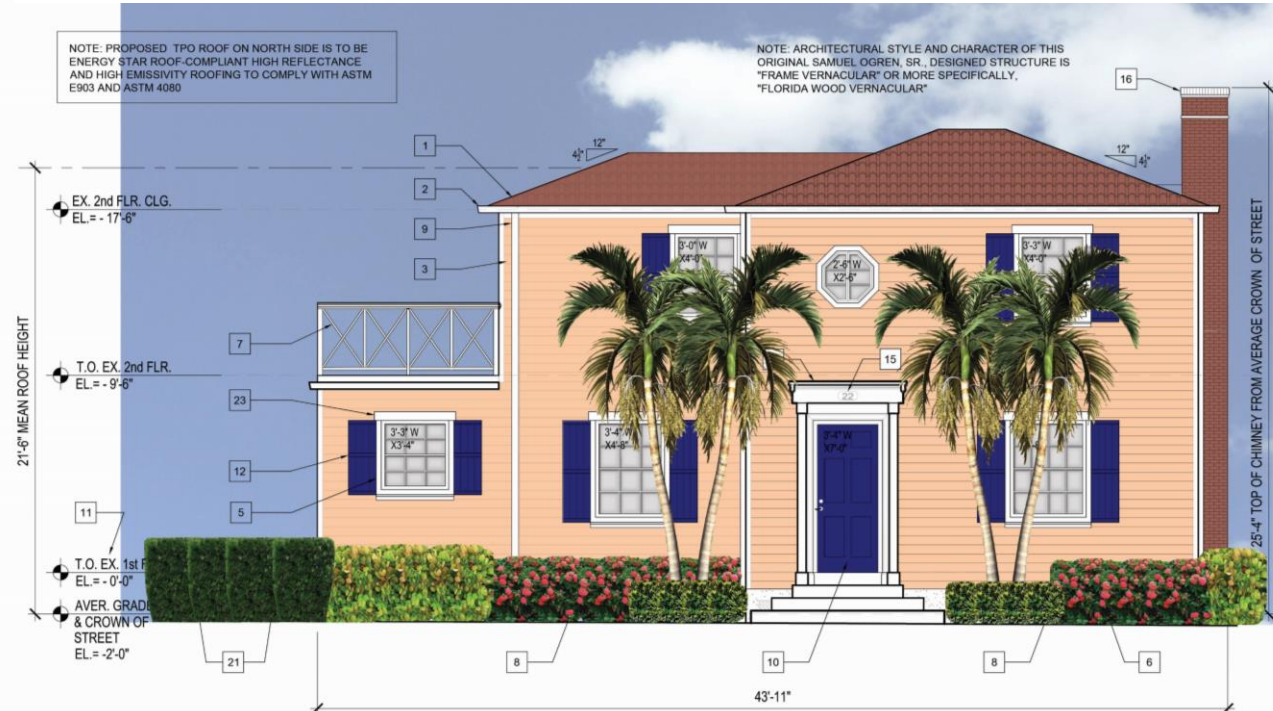 NOTE: PROPOSED TPO ROOF ON NORTH SIDE IS TO BE
ENERGY STAR ROOF-COMPLIANT HIGH REFLECTANCE
AND HIGH EMISSIVITY ROOFING TO COMPLY WITH ASTM
E903 AND ASTM 4080
NOTE: ARCHITECTURAL STYLE AND CHARACTER OF THIS
ORIGINAL SAMUEL OGREN, SR., DESIGNED STRUCTURE IS
"FRAME VERNACULAR" OR MORE SPECIFICALLY,
"FLORIDA WOOD VERNACULAR"
16
1
12"
4½"
12"
4½"
2
EX. 2nd FLR. CLG.
EL.= - 17'-6"
9
3
3'-0" W
X4'-0"
2'-6" W
X2'-6"
3'-3" W
X4'-0"
21'-6" MEAN ROOF HEIGHT
25'-4" TOP OF CHIMNEY FROM AVERAGE CROWN OF STREET
7
T.O. EX. 2nd FLR.
EL.= - 9'-6"
15
22
23
3'-3" W
X3'-4"
3'-4" W
X4'-8"
3'-4" W
X7'-0"
12
5
11
T.O. EX. 1st F
EL.= - 0'-0"
AVER. GRADE
& CROWN OF
STREET
EL.= -2'-0"
21
8
10
8
6
43'-11"